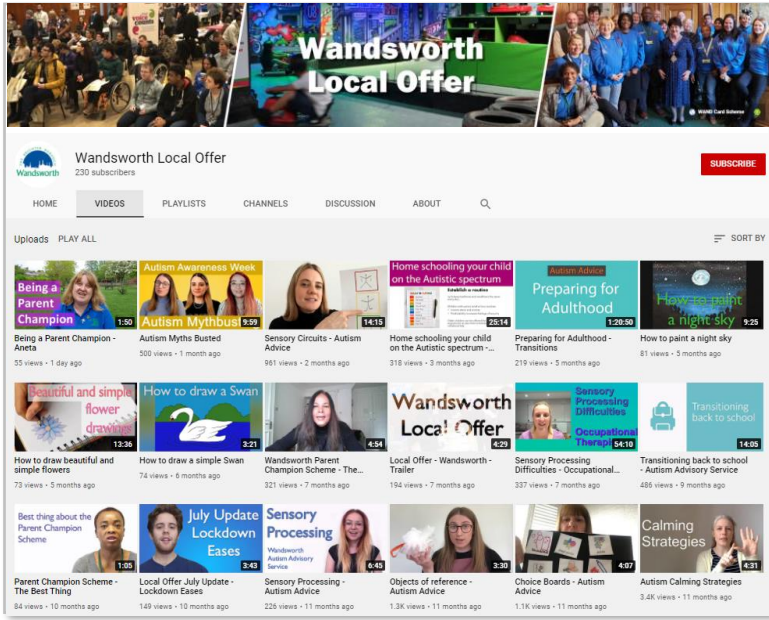 Wandsworth
Local Offer
WAND Card Scheme
Wandsworth
Wandsworth Local Offer
230 subscribers
SUBSCRIBE
HOME VIDEOS PLAYLISTS CHANNELS DISCUSSION ABOUT
Uploads PLAY ALL SORT BY
Being a
Parent
Champion
1:50
Being a Parent Champion -
Aneta
55 views • 1 day ago
Autism Awareness Week
Autism Mythbust
9:59
Autism Myths Busted
500 views • 1 month ago
14:15
Sensory Circuits - Autism
Advice
961 views • 2 months ago
Home schooling your child
on the Autistic spectrum
Establish a routine
25:14
Home schooling your child
on the Autistic spectrum -...
318 views • 3 months ago
Autism Advice
Preparing for
Adulthood
1:20:50
Preparing for Adulthood -
Transitions
219 views • 5 months ago
How to paint
a night sky
9:25
How to paint a night sky
81 views • 5 months ago
Beautiful and simple
flower
drawings
13:36
How to draw beautiful and
simple flowers
73 views • 5 months ago
How to draw a Swan
3:21
How to draw a simple Swan
74 views • 6 months ago
4:54
Wandsworth Parent
Champion Scheme - The...
321 views • 7 months ago
Wandsworth
Local Offer
4:29
Local Offer - Wandsworth -
Trailer
194 views • 7 months ago
Sensory
Processing
Difficulties
Occupational
Therapi
54:10
Sensory Processing
Difficulties - Occupational...
337 views • 7 months ago
Transitioning
back to school
14:05
Transitioning back to school
- Autism Advisory Service
486 views • 9 months ago
Best thing about the
Parent Champion
Scheme
1:05
Parent Champion Scheme -
The Best Thing
84 views • 10 months ago
July Update
Lockdown
Eases
3:43
Local Offer July Update -
Lockdown Eases
149 views • 10 months ago
Sensory
Processing
Wandsworth
Autism Advisory
Service
6:45
Sensory Processing -
Autism Advice
226 views • 11 months ago
3:30
Objects of reference -
Autism Advice
1.3K views • 11 months ago
4:07
Choice Boards - Autism
Advice
1.1K views • 11 months ago
Calming
Strategies
4:31
Autism Calming Strategies
3.4K views • 11 months ago